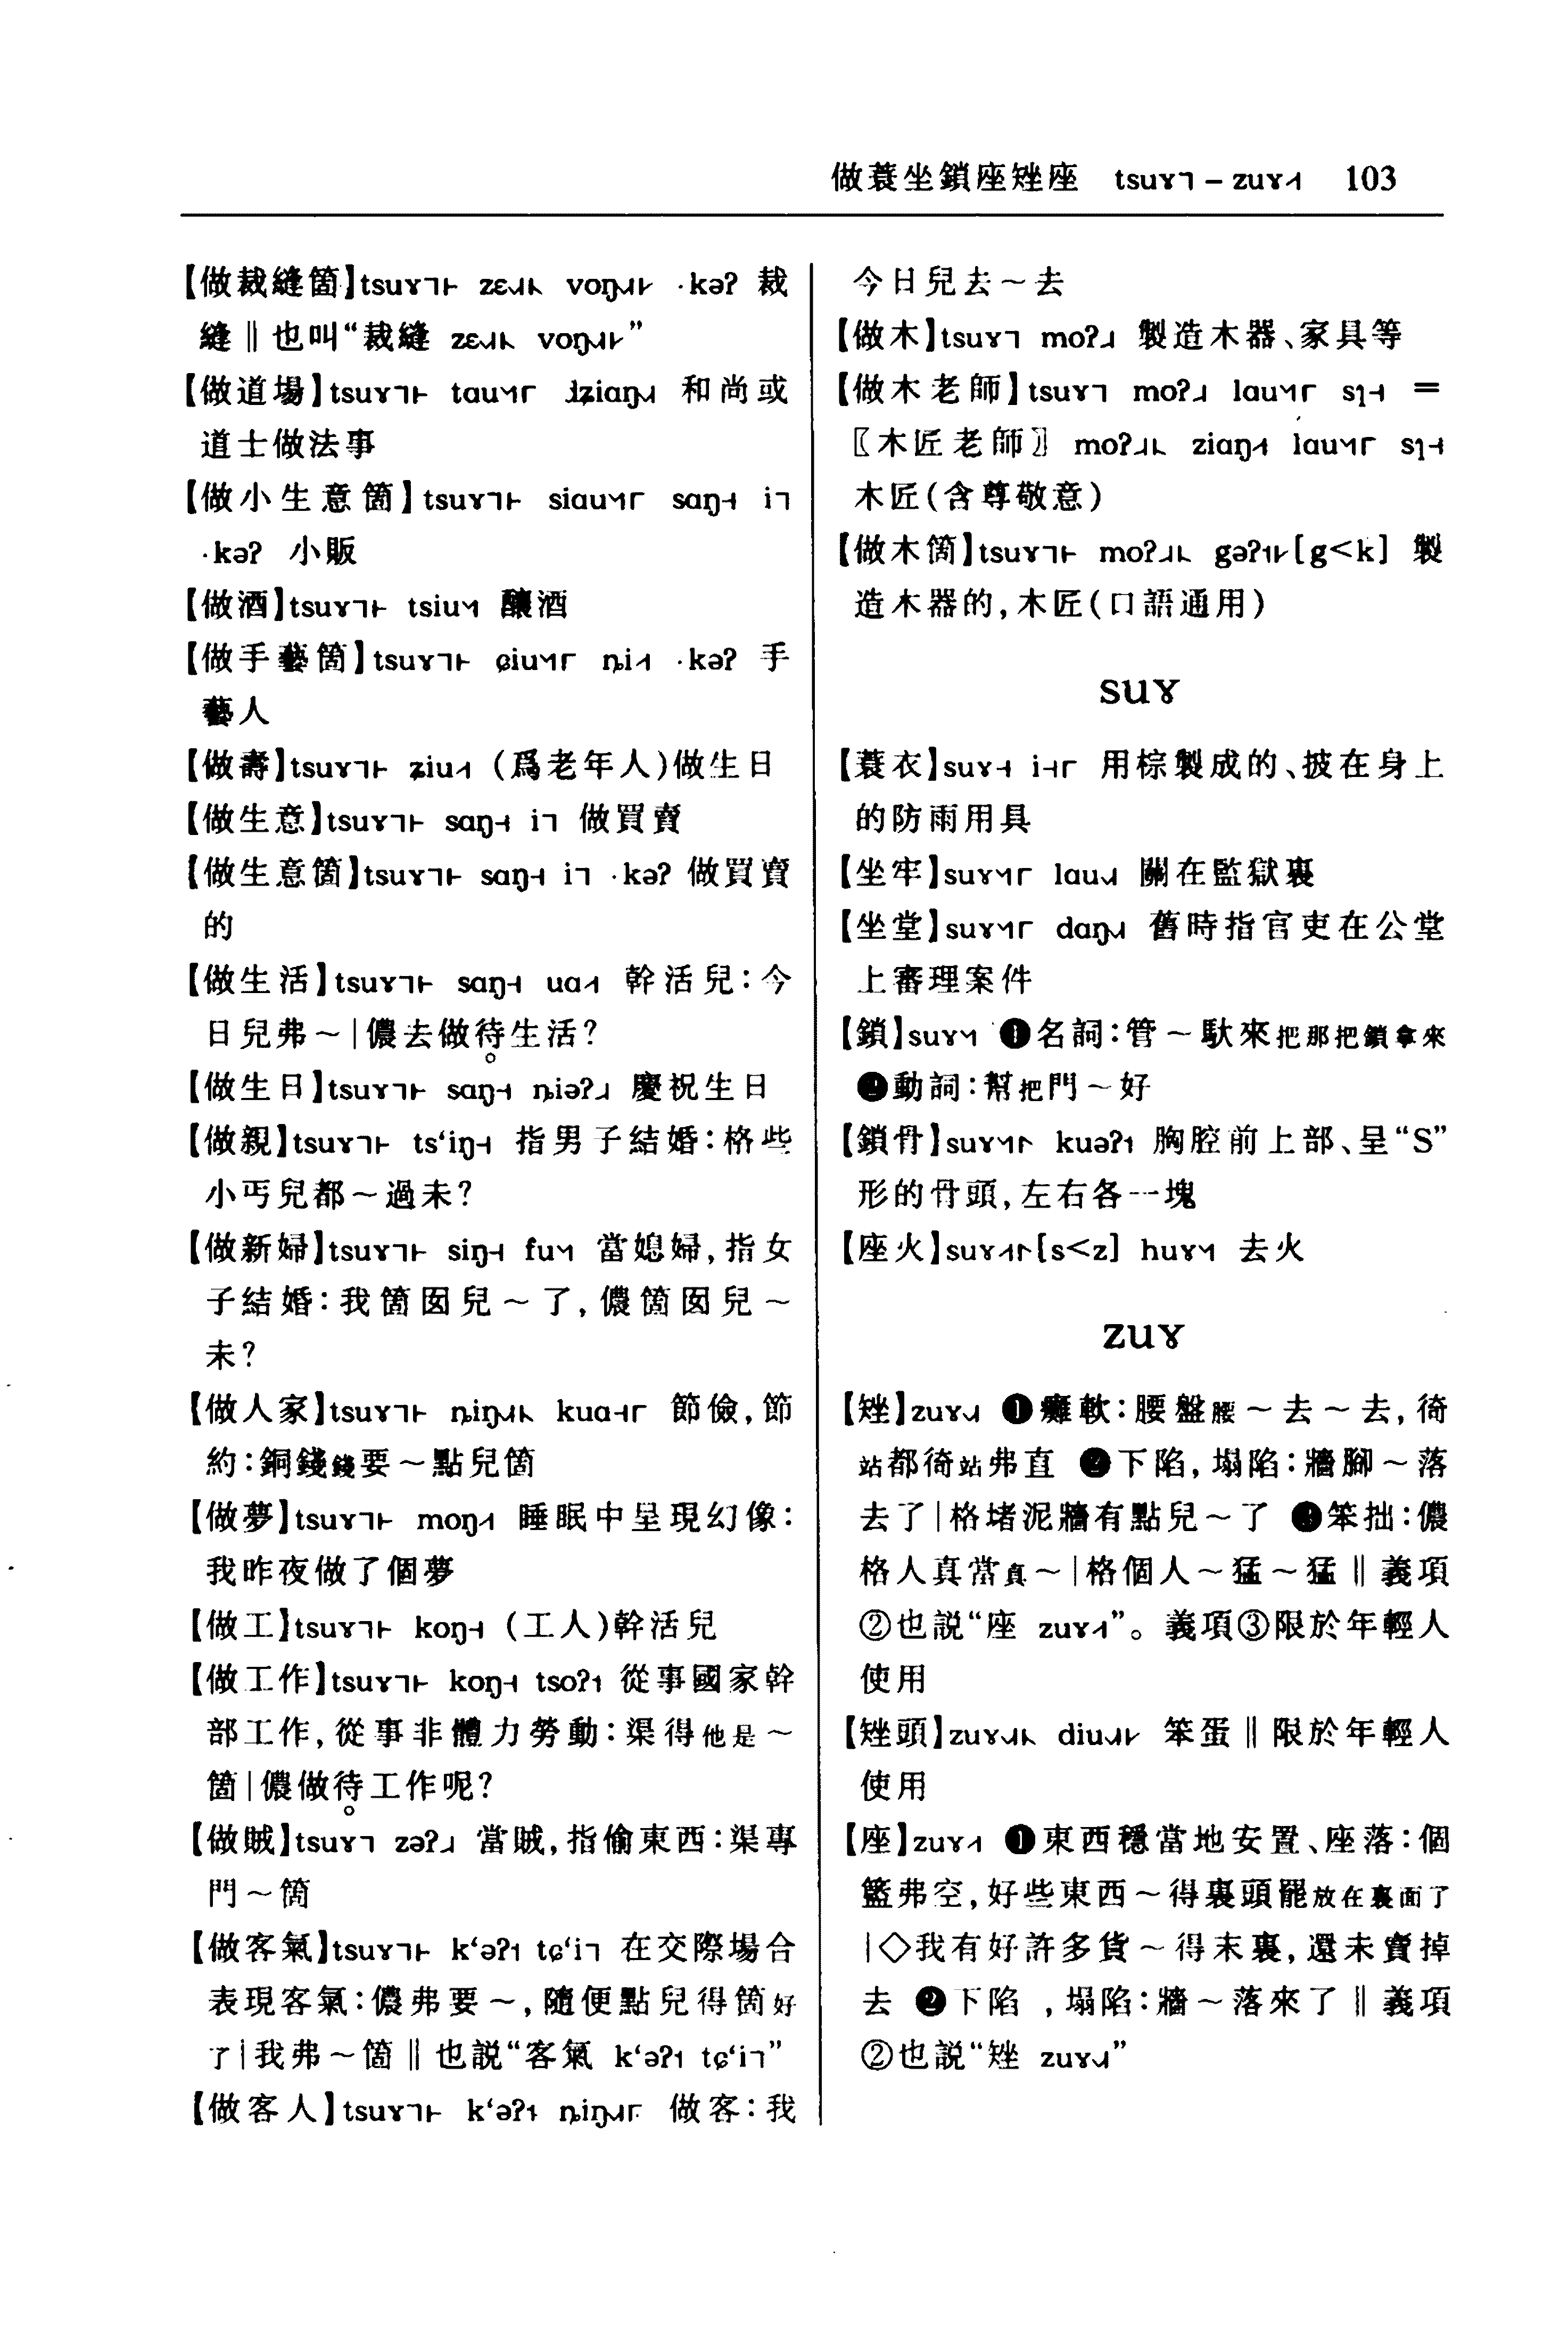 做蓑坐鎖座矬座 tsuɤ˥ – zuɤ˨˦ 103
【做裁縫箇】tsuɤ˥˦ zɛ voŋ ·kəʔ 裁
縫‖也叫“裁縫 zɛ voŋ”
【做道場】tsuɤ tau dʑiɑŋ 和尚或
道士做法事
【做小生意箇】tsuɤ siau sɑŋ i
·kəʔ 小販
【做酒】tsuɤ tsiu 釀酒
【做手藝箇】tsuɤ ɕiu ȵi ·kəʔ 手
藝人
【做壽】tsuɤ ʑiu (爲老年人)做生日
【做生意】tsuɤ sɑŋ i 做買賣
【做生意箇】tsuɤ sɑŋ i ·kəʔ 做買賣
的
【做生活】tsuɤ sɑŋ uɑ 幹活兒:今
日兒弗～|儂去做待生活?
【做生日】tsuɤ sɑŋ ȵiəʔ 慶祝生日
【做親】tsuɤ ts‘iŋ 指男子結婚:格些
小丐兒都～過未?
【做新婦】tsuɤ siŋ fu 當媳婦,指女
子結婚:我箇囡兒～了,儂箇囡兒～
未?
【做人家】tsuɤ ȵiŋ kuɑ 節儉,節
約:銅錢錢要～點兒箇
【做夢】tsuɤ moŋ 睡眠中呈現幻像:
我昨夜做了個夢
【做工】tsuɤ koŋ (工人)幹活兒
【做工作】tsuɤ koŋ tsoʔ 從事國家幹
部工作,從事非體力勞動:渠得他是～
箇|儂做待工作呢?
【做賊】tsuɤ zəʔ 當賊,指偷東西:渠專
門～箇
【做客氣】tsuɤ k‘əʔ tɕ‘i 在交際場合
表現客氣:儂弗要～,隨便點兒得箇好
了|我弗～箇‖也説“客氣 k‘əʔ tɕ‘i”
【做客人】tsuɤ k‘əʔ ȵiŋ 做客:我
今日兒去～去
【做木】tsuɤ moʔ 製造木器、家具等
【做木老師】tsuɤ moʔ lau sɿ =
〖木匠老師〗 moʔ ziɑŋ lau sɿ
木匠(含尊敬意)
【做木箇】tsuɤ moʔ gəʔ[g<k] 製
造木器的,木匠(口語通用)
suɤ
【蓑衣】suɤ i 用棕製成的、披在身上
的防雨用具
【坐牢】suɤ lau 關在監獄裏
【坐堂】suɤ dɑŋ 舊時指官吏在公堂
上審理案件
【鎖】suɤ ❶名詞:管～馱來把那把鎖拿來
❷動詞:幫把門～好
【鎖骨】suɤ kuəʔ 胸腔前上部、呈“S”
形的骨頭,左右各一塊
【座火】suɤ[s<z] huɤ 去火
zuɤ
【矬】zuɤ ❶癱軟:腰盤腰～去～去,徛
站都徛站弗直 ❷下陷,塌陷:牆腳～落
去了|格堵泥牆有點兒～了 ❸笨拙:儂
格人真當真～|格個人～猛～猛‖義項
②也説“座 zuɤ”。義項③限於年輕人
使用
【矬頭】zuɤ diu 笨蛋‖限於年輕人
使用
【座】zuɤ ❶東西穩當地安置、座落:個
籃弗空,好些東西～得裏頭罷放在裏面了
|◇我有好許多貨～得末裏,還未賣掉
去 ❷下陷,塌陷:牆～落來了‖義項
②也説“矬 zuɤ”